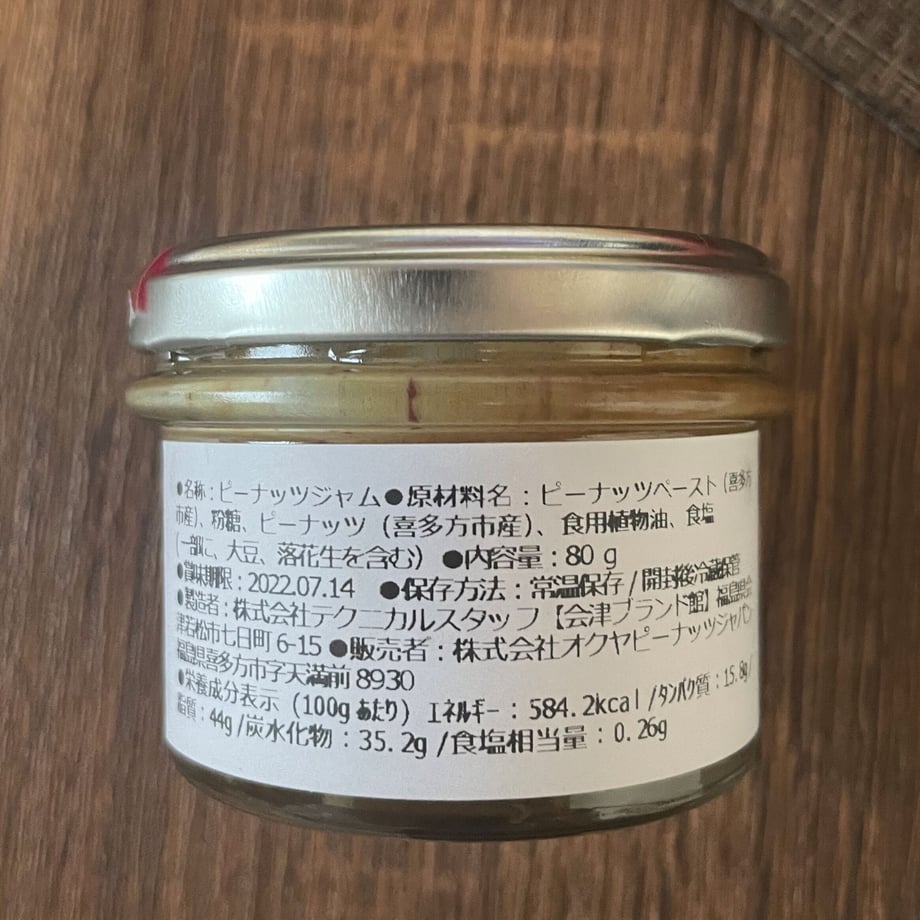 ●名称：ピーナッツジャム●原材料名：ピーナッツペースト（喜多方
市産）、粉糖、ピーナッツ（喜多方市産）、食用植物油、食塩
（一部に、大豆、落花生を含む） ●内容量：80g
●賞味期限：2022.07.14 ●保存方法：常温保存/開封後冷蔵保管
●製造者：株式会社テクニカルスタッフ【会津ブランド館】福島県会
津若松市七日町6-15●販売者：株式会社オクヤピーナッツジャパン
福島県喜多方市字天満前8930
●栄養成分表示（100gあたり）エネルギー：584.2kcal/タンパク質：15.8g/
脂質：44g/炭水化物：35.2g/食塩相当量：0.26g